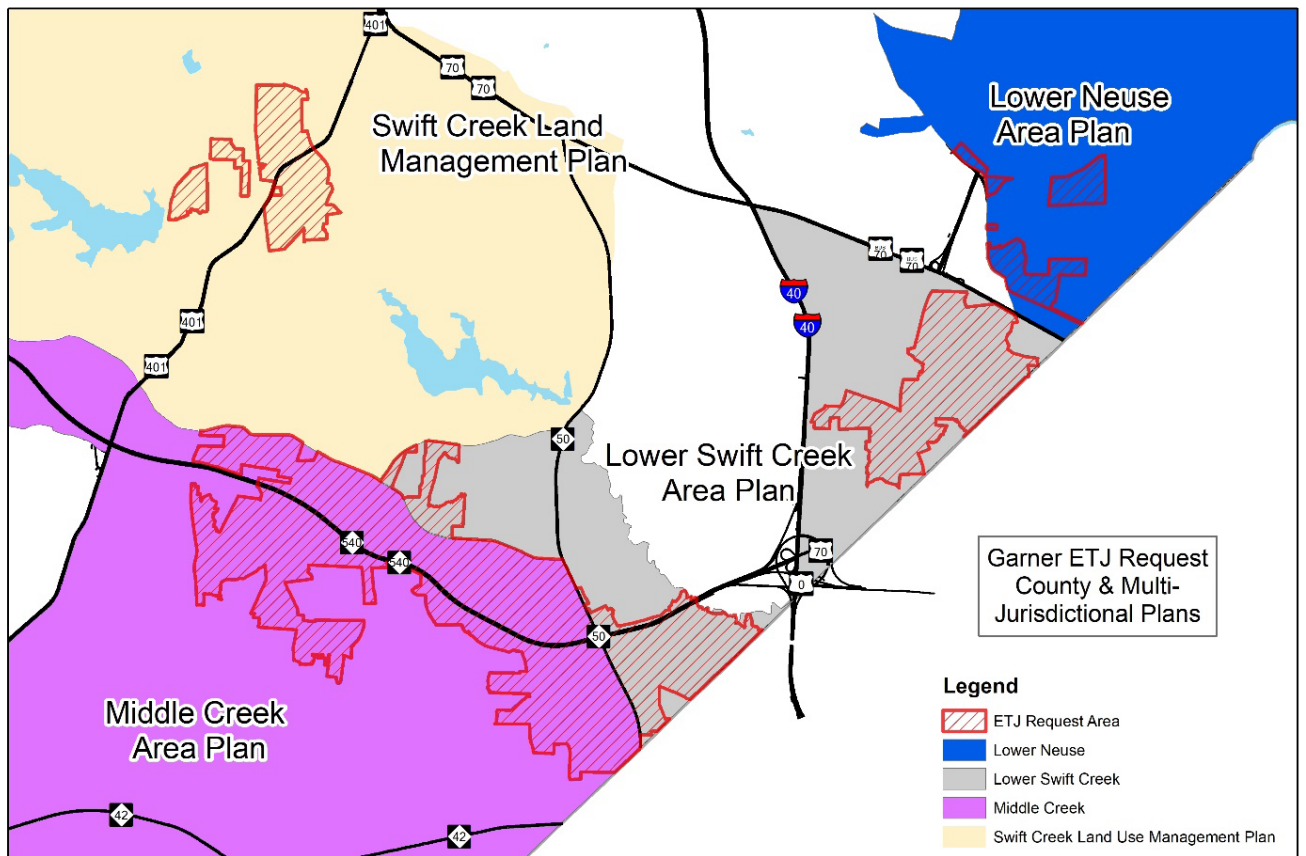 401
70
70
Swift Creek Land
Management Plan
Lower Neuse
Area Plan
BUS
70
BUS
70
40
40
401
401
50
Lower Swift Creek
Area Plan
540
540
70
0
50
Garner ETJ Request
County & Multi-
Jurisdictional Plans
Middle Creek
Area Plan
42
42
Legend
ETJ Request Area
Lower Neuse
Lower Swift Creek
Middle Creek
Swift Creek Land Use Management Plan